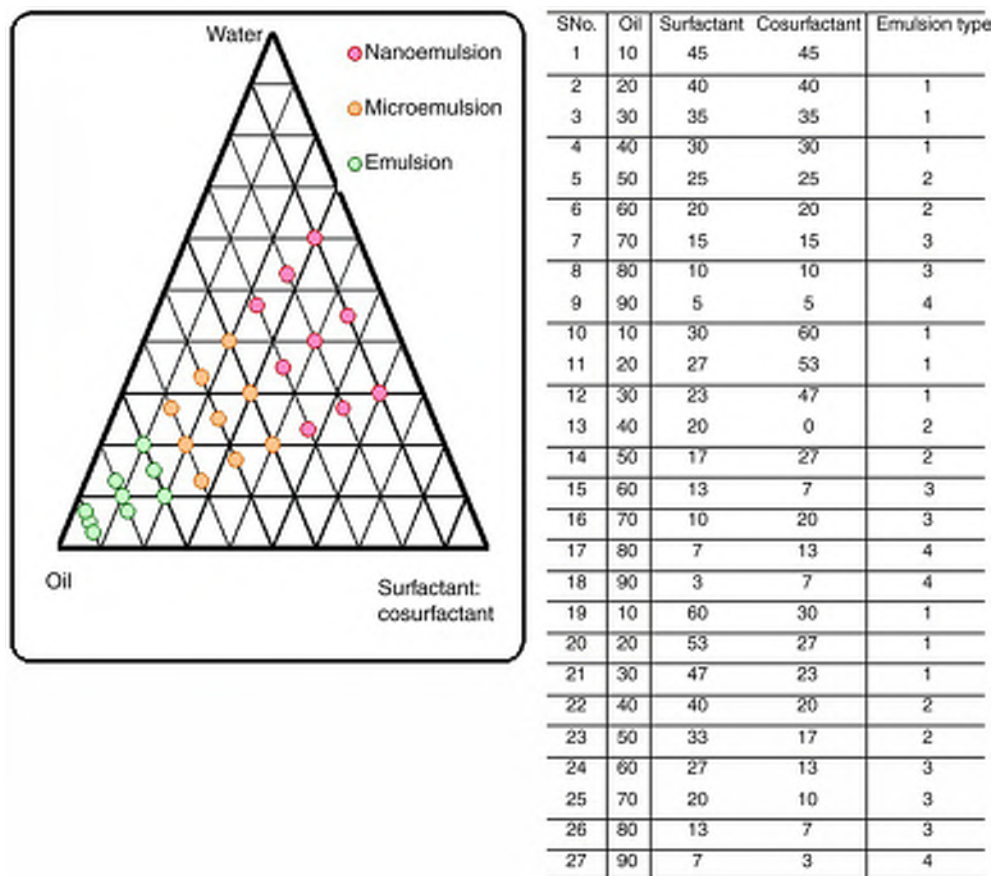 Water
Nanoemulsion
Microemulsion
Emulsion
Oil
Surfactant:
cosurfactant
SNo. Oil Surfactant Cosurfactant Emulsion type
1 10 45 45
2 20 40 40 1
3 30 35 35 1
4 40 30 30 1
5 50 25 25 2
6 60 20 20 2
7 70 15 15 3
8 80 10 10 3
9 90 5 5 4
10 10 30 60 1
11 20 27 53 1
12 30 23 47 1
13 40 20 0 2
14 50 17 27 2
15 60 13 7 3
16 70 10 20 3
17 80 7 13 4
18 90 3 7 4
19 10 60 30 1
20 20 53 27 1
21 30 47 23 1
22 40 40 20 2
23 50 33 17 2
24 60 27 13 3
25 70 20 10 3
26 80 13 7 3
27 90 7 3 4